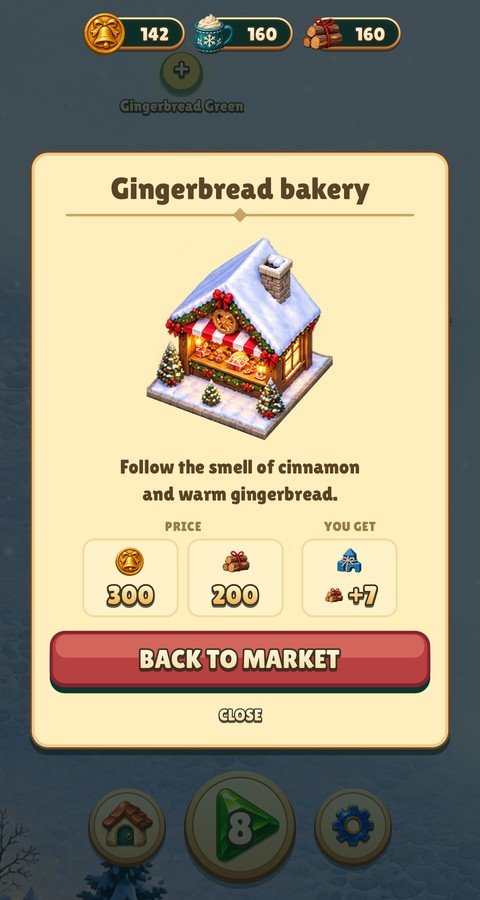 142
160
160
Gingerbread Green
Gingerbread bakery
Follow the smell of cinnamon
and warm gingerbread.
PRICE
YOU GET
300
200
+7
BACK TO MARKET
CLOSE
8